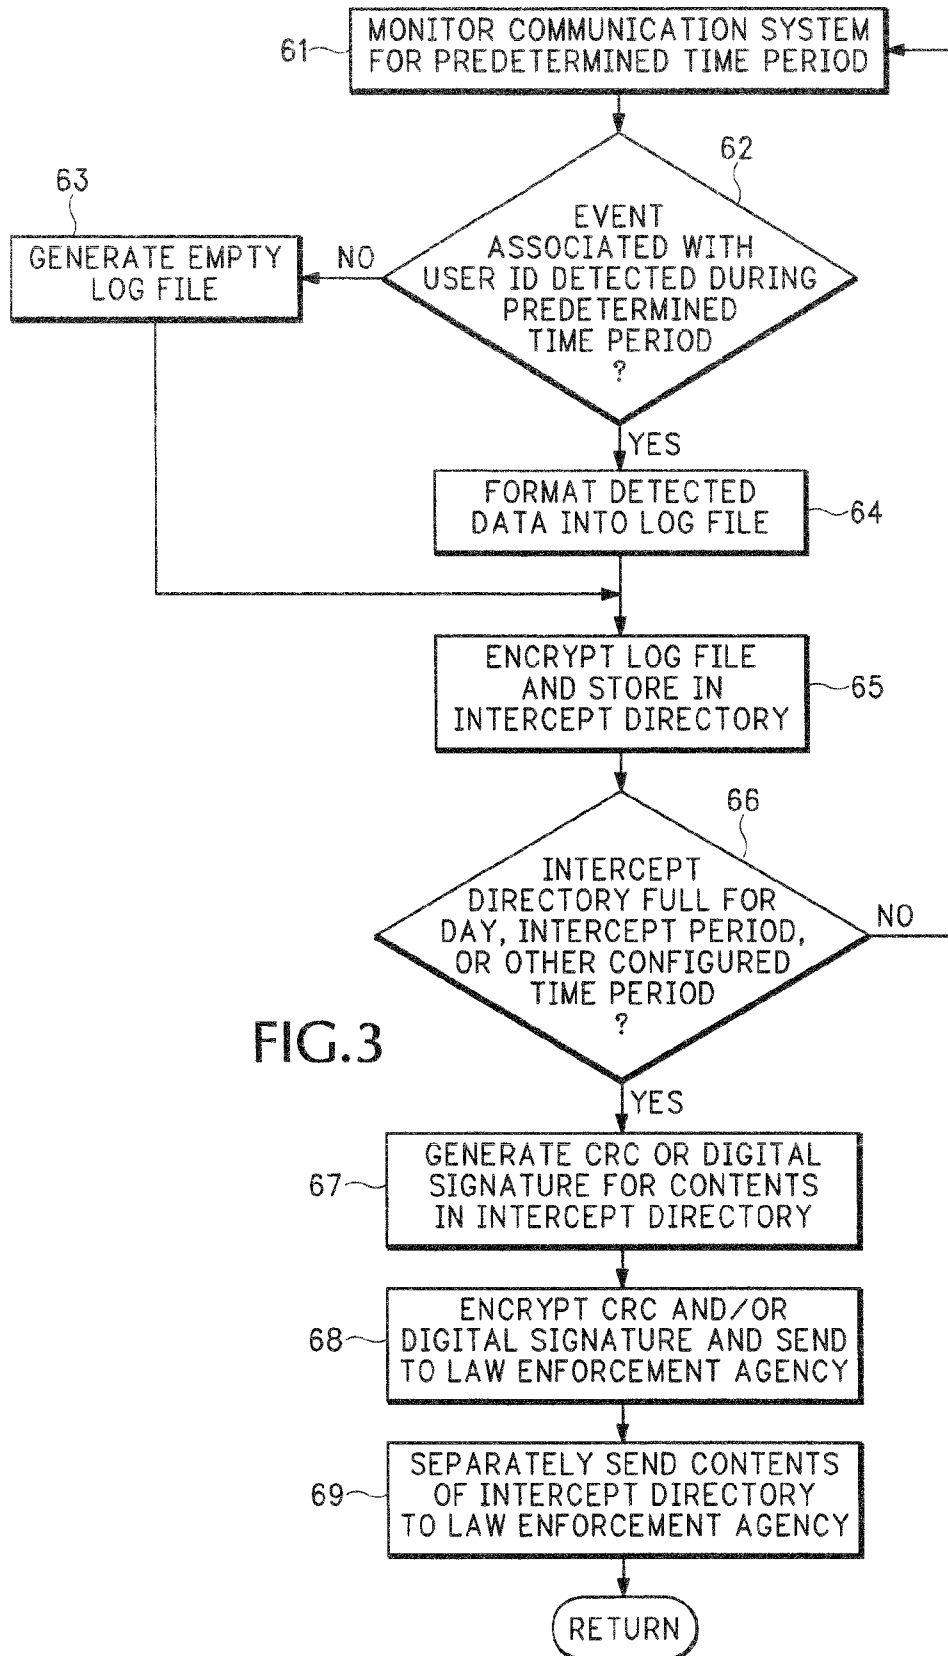 61
MONITOR COMMUNICATION SYSTEM
FOR PREDETERMINED TIME PERIOD
62
EVENT
ASSOCIATED WITH
USER ID DETECTED DURING
PREDETERMINED
TIME PERIOD
?
NO
63
GENERATE EMPTY
LOG FILE
YES
FORMAT DETECTED
DATA INTO LOG FILE
64
ENCRYPT LOG FILE
AND STORE IN
INTERCEPT DIRECTORY
65
66
INTERCEPT
DIRECTORY FULL FOR
DAY, INTERCEPT PERIOD,
OR OTHER CONFIGURED
TIME PERIOD
?
NO
FIG.3
YES
67
GENERATE CRC OR DIGITAL
SIGNATURE FOR CONTENTS
IN INTERCEPT DIRECTORY
68
ENCRYPT CRC AND/OR
DIGITAL SIGNATURE AND SEND
TO LAW ENFORCEMENT AGENCY
69
SEPARATELY SEND CONTENTS
OF INTERCEPT DIRECTORY
TO LAW ENFORCEMENT AGENCY
RETURN